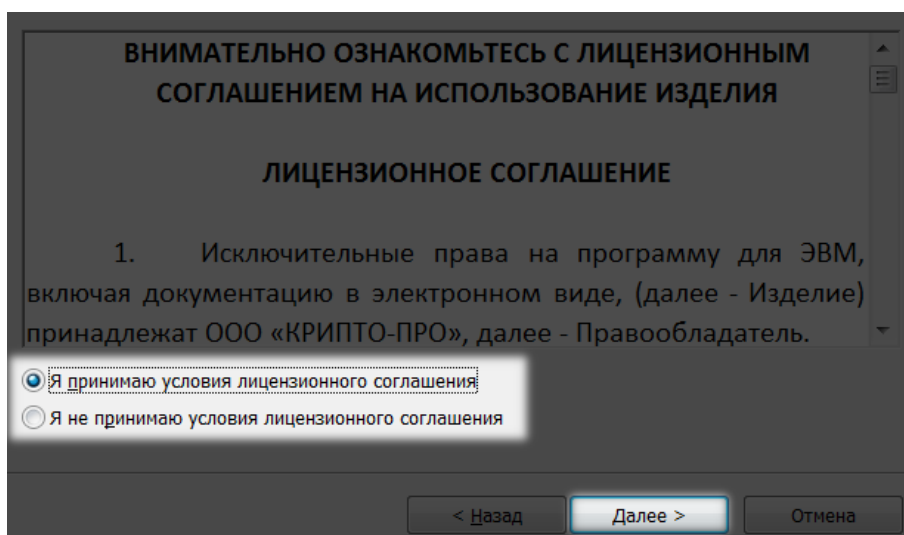 ВНИМАТЕЛЬНО ОЗНАКОМЬТЕСЬ С ЛИЦЕНЗИОННЫМ
СОГЛАШЕНИЕМ НА ИСПОЛЬЗОВАНИЕ ИЗДЕЛИЯ
ЛИЦЕНЗИОННОЕ СОГЛАШЕНИЕ
1. Исключительные права на программу для ЭВМ,
включая документацию в электронном виде, (далее - Изделие)
принадлежат ООО «КРИПТО-ПРО», далее - Правообладатель.
Я принимаю условия лицензионного соглашения
Я не принимаю условия лицензионного соглашения
< Назад Далее > Отмена